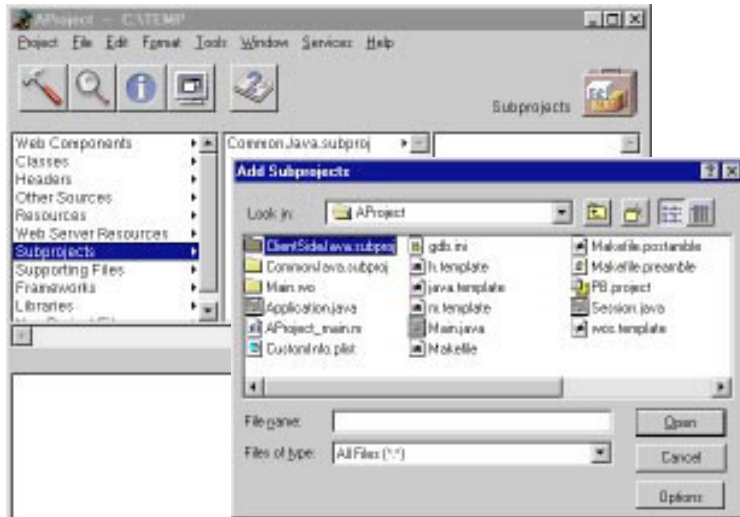 AProject — C:\TEMP
Project File Edit Format Tools Window Services Help
Subprojects
Web Components
Classes
Headers
Other Sources
Resources
Web Server Resources
Subprojects
Supporting Files
Frameworks
Libraries
CommonJava.subproj
Add Subprojects
Look in: AProject
ClientSideJava.subproj
CommonJava.subproj
Main.wo
Application.java
AProject_main.m
CustomInfo.plist
gdb.ini
h.template
java.template
m.template
Main.java
Makefile
Makefile.postamble
Makefile.preamble
PB.project
Session.java
wos.template
File name:
Open
Files of type: All Files (*.*)
Cancel
Options